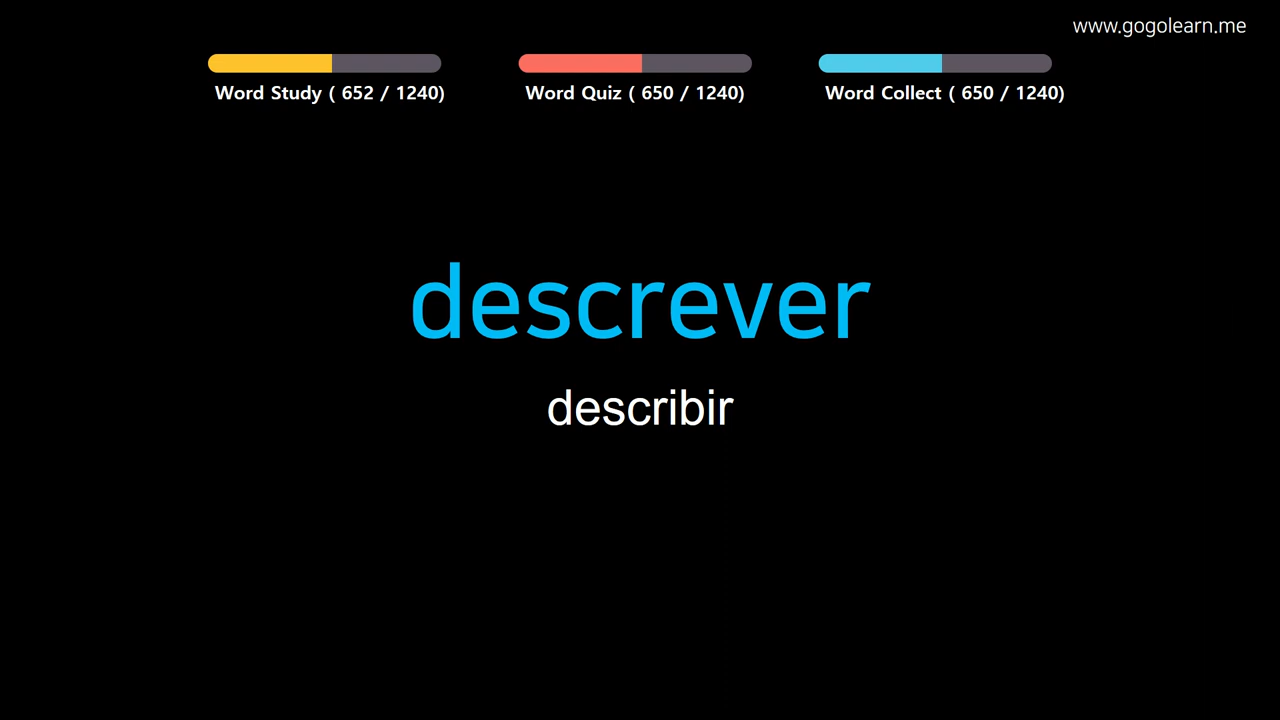 www.gogolearn.me
Word Study ( 652 / 1240)
Word Quiz ( 650 / 1240)
Word Collect ( 650 / 1240)
descrever
describir